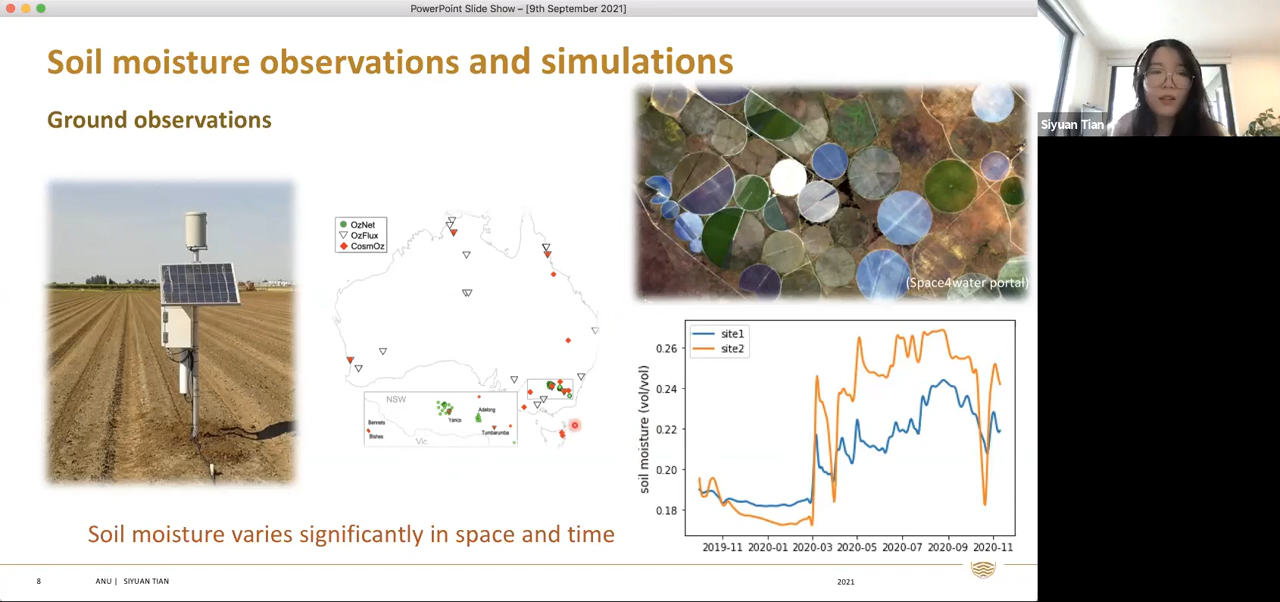 PowerPoint Slide Show – [9th September 2021]
Soil moisture observations and simulations
Siyuan Tian
Ground observations
OzNet
OzFlux
CosmOz
(Space4water portal)
site1
site2
0.26
0.24
0.22
0.20
0.18
soil moisture (vol/vol)
2019-11 2020-01 2020-03 2020-05 2020-07 2020-09 2020-11
NSW
Adelong
Yanco
Bennets
Bishes
Tumbarumba
Vic.
Soil moisture varies significantly in space and time
8 ANU | SIYUAN TIAN 2021